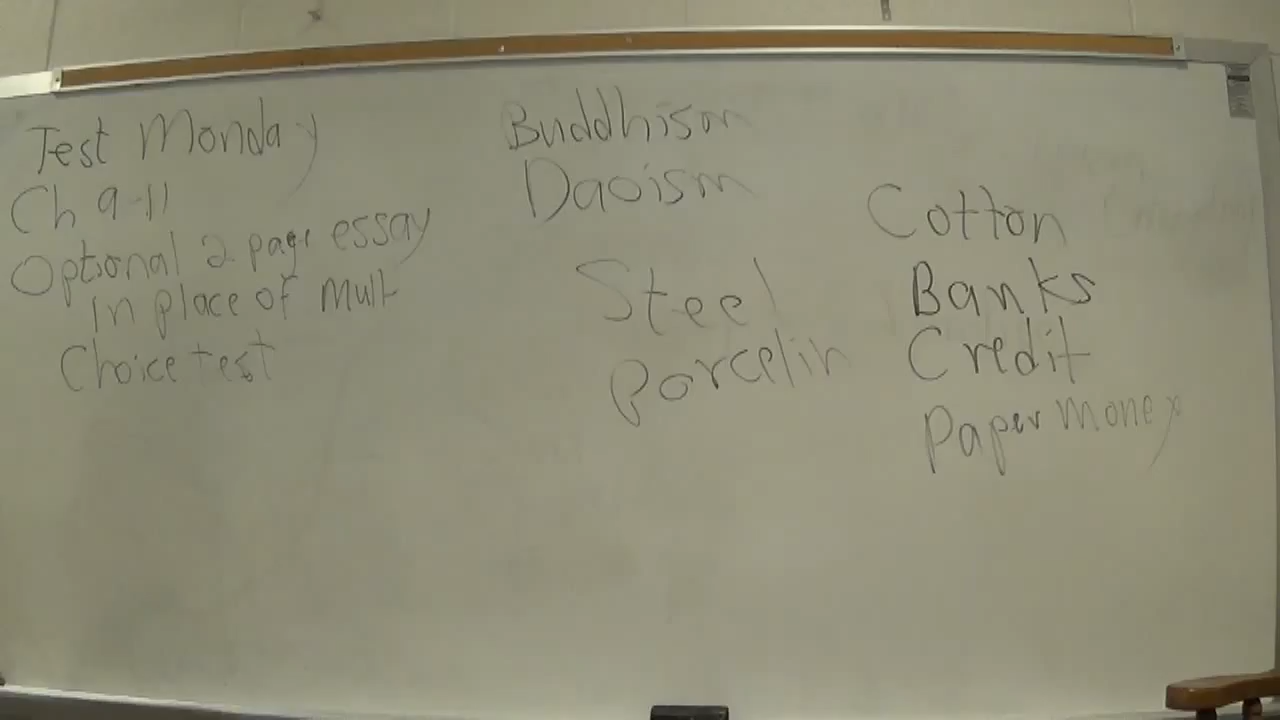 Test Monday
Ch 9-11
Optional 2 page essay
In place of Mult
Choice test
Buddhism
Daoism
Steel
Porcelin
Cotton
Banks
Credit
Paper Money